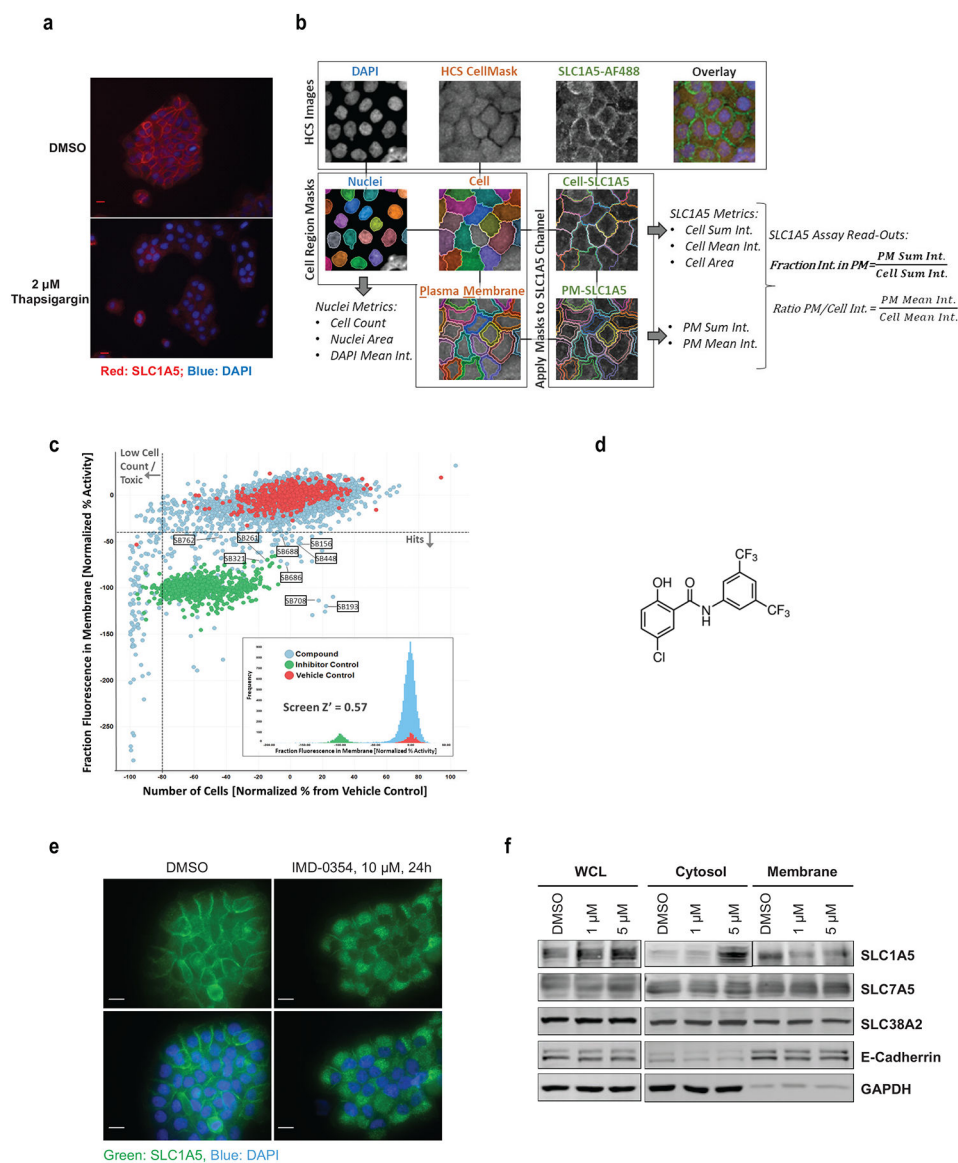 a
DMSO
2 µM
Thapsigargin
Red: SLC1A5; Blue: DAPI
b
HCS Images
DAPI
HCS CellMask
SLC1A5-AF488
Overlay
Cell Region Masks
Nuclei
Cell
Plasma Membrane
Apply Masks to SLC1A5 Channel
Cell-SLC1A5
PM-SLC1A5
Nuclei Metrics:
• Cell Count
• Nuclei Area
• DAPI Mean Int.
SLC1A5 Metrics:
• Cell Sum Int.
• Cell Mean Int.
• Cell Area
• PM Sum Int.
• PM Mean Int.
SLC1A5 Assay Read-Outs:
Fraction Int. in PM= PM Sum Int.
Cell Sum Int.
Ratio PM/Cell Int. = PM Mean Int.
Cell Mean Int.
c
Fraction Fluorescence in Membrane [Normalized % Activity]
Low Cell
Count /
Toxic
Hits
0
-50
-100
-150
-200
-250
SB762
SB261
SB156
SB688
SB321
SB448
SB686
SB708
SB193
Compound
Inhibitor Control
Vehicle Control
Screen Z' = 0.57
Frequency
Fraction Fluorescence in Membrane [Normalized % Activity]
-100 -80 -60 -40 -20 0 20 40 60 80 100
Number of Cells [Normalized % from Vehicle Control]
d
CF3
OH
O
N
H
CF3
Cl
e
DMSO
IMD-0354, 10 µM, 24h
Green: SLC1A5, Blue: DAPI
f
WCL
Cytosol
Membrane
DMSO
1 µM
5 µM
DMSO
1 µM
5 µM
DMSO
1 µM
5 µM
SLC1A5
SLC7A5
SLC38A2
E-Cadherrin
GAPDH